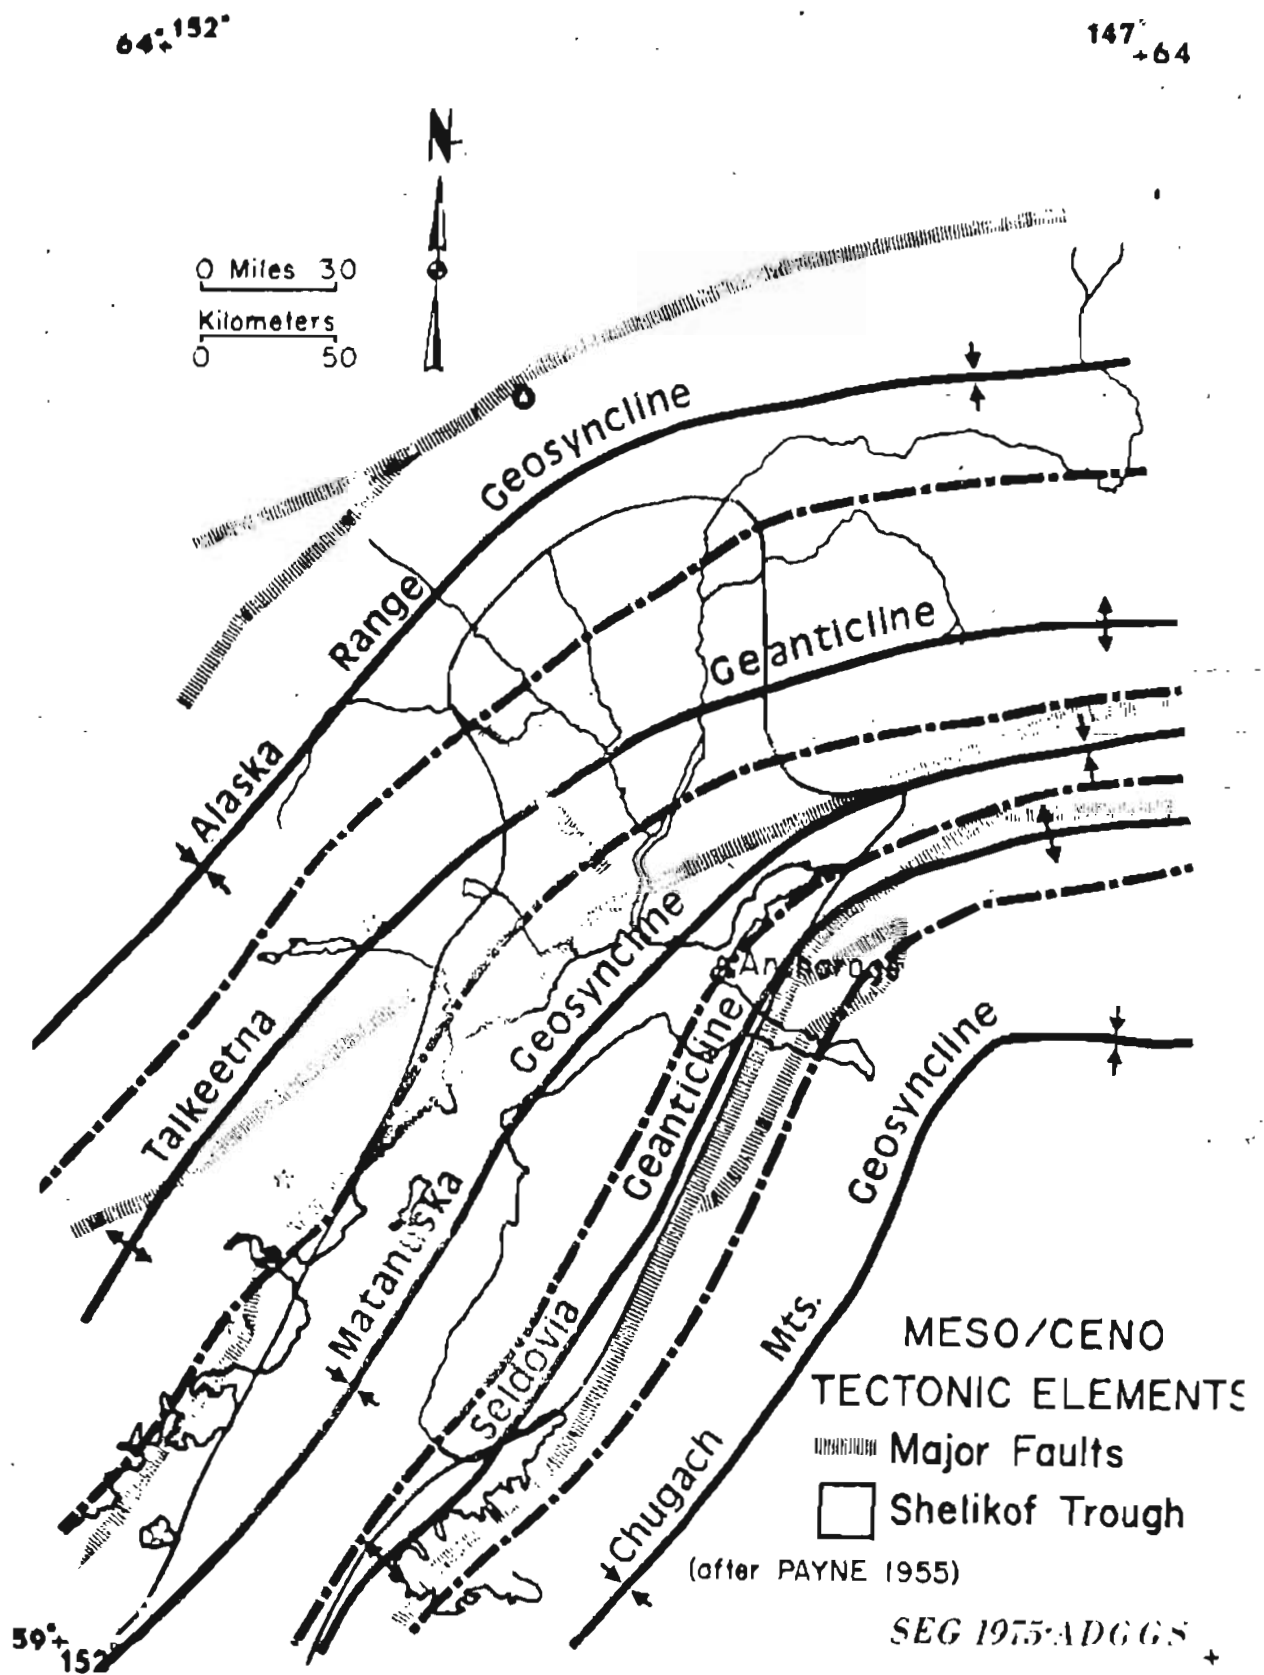 64° 152°
147°
+64
N
0 Miles 30
Kilometers
0 50
Alaska Range Geosyncline
Talkeetna Geanticline
Matanuska Geosyncline
Anchorage
Seldovia Geanticline
Chugach Mts. Geosyncline
MESO/CENO
TECTONIC ELEMENTS
Major Faults
Shelikof Trough
(after PAYNE 1955)
SEG 1975·ADGGS
59°+
152